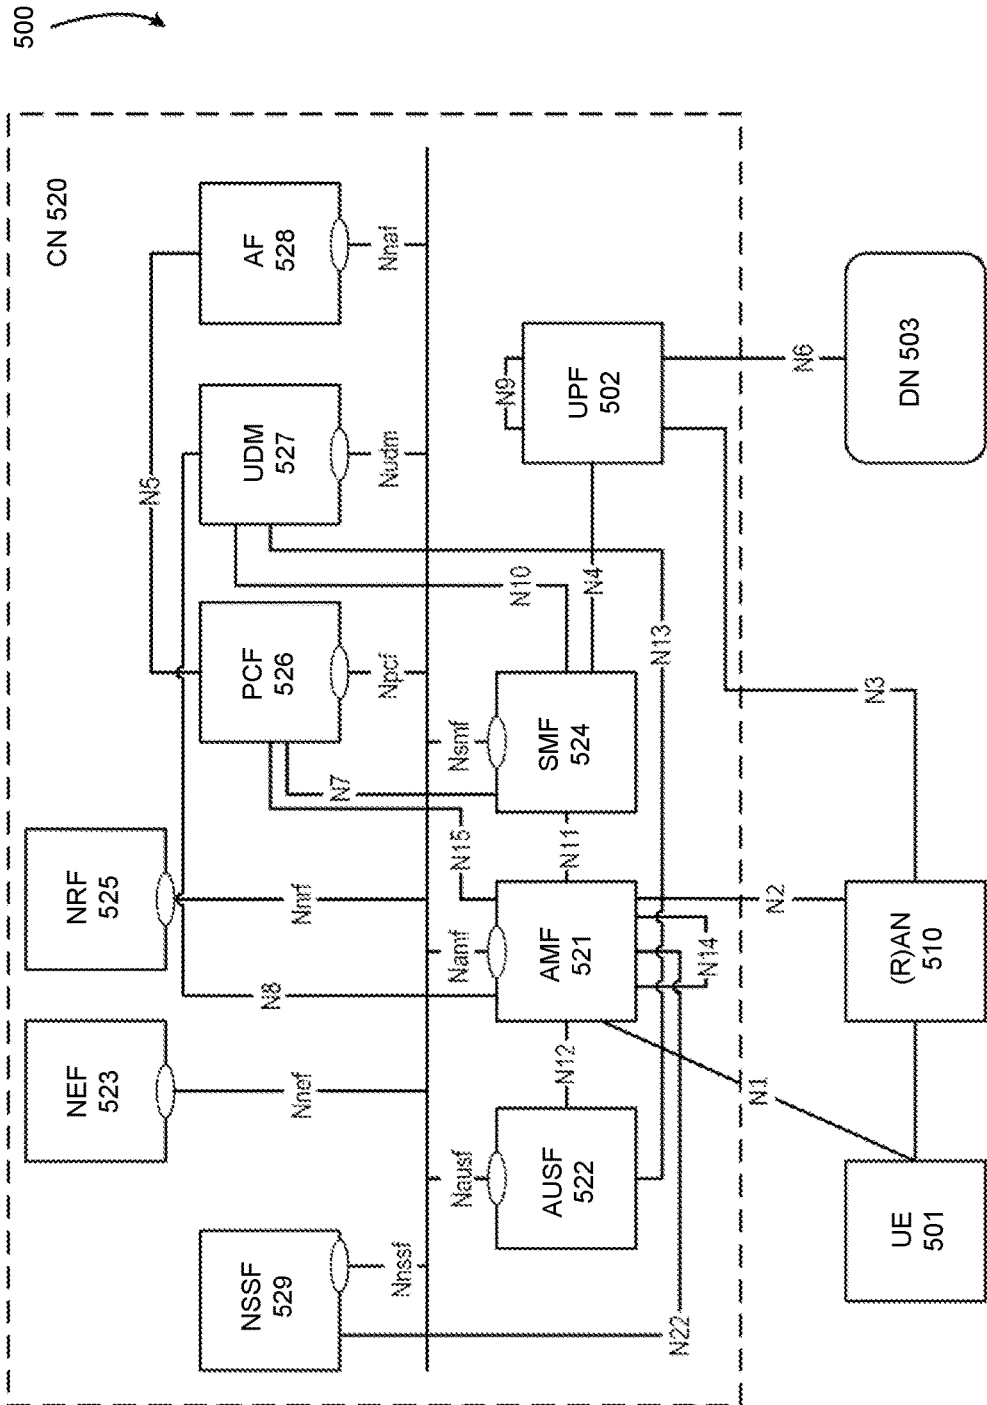 500
CN 520
NSSF
529
NEF
523
NRF
525
PCF
526
UDM
527
AF
528
N5
N8
Nnssf
Nnef
Nnrf
Npcf
Nudm
Nnaf
N7
N15
N10
Nausf
Namf
Nsmf
AUSF
522
N12
AMF
521
N11
SMF
524
N4
UPF
502
N9
N13
N22
N14
N1
N2
N3
N6
UE
501
(R)AN
510
DN 503